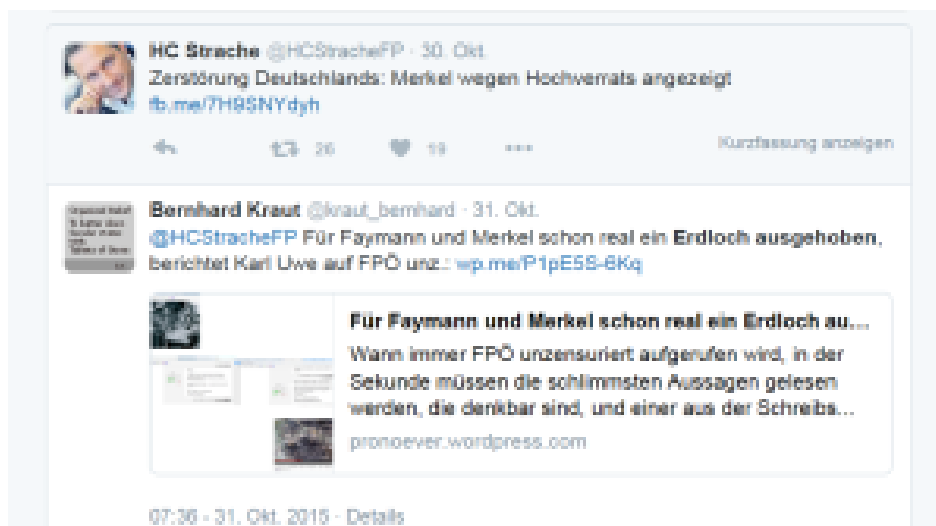 HC Strache @HCStracheFP · 30. Okt.
Zerstörung Deutschlands: Merkel wegen Hochverrats angezeigt
fb.me/7H9SNYdyh
26 19 Kurzfassung anzeigen
Bernhard Kraut @kraut_bernhard · 31. Okt.
@HCStracheFP Für Faymann und Merkel schon real ein Erdloch ausgehoben,
berichtet Karl Uwe auf FPÖ unz.: wp.me/P1pE5S-6Kq
Für Faymann und Merkel schon real ein Erdloch au...
Wann immer FPÖ unzensuriert aufgerufen wird, in der
Sekunde müssen die schlimmsten Aussagen gelesen
werden, die denkbar sind, und einer aus der Schreibs...
pronoever.wordpress.com
07:36 - 31. Okt. 2015 · Details